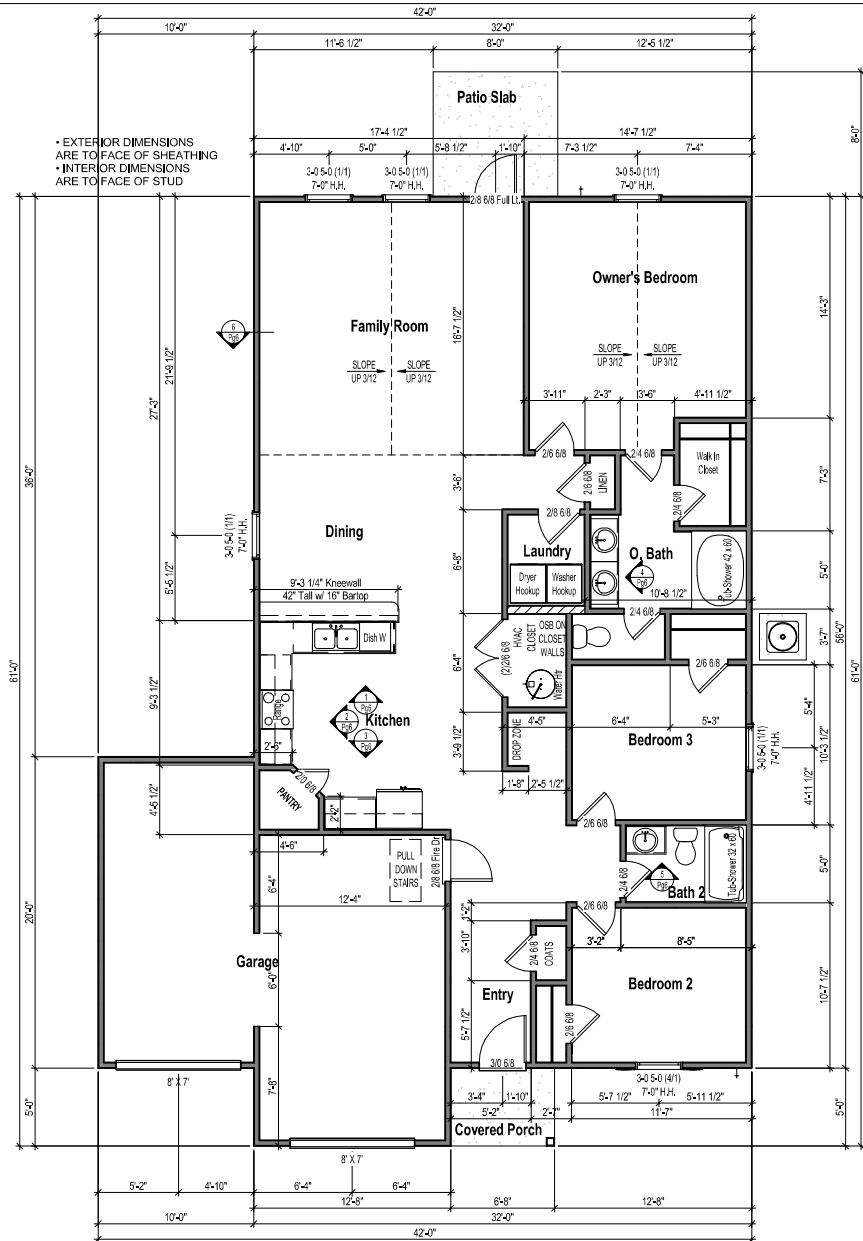 42'-0"
10'-0"
32'-0"
11'-6 1/2"
8'-0"
12'-5 1/2"
Patio Slab
8'-0"
17'-4 1/2"
14'-7 1/2"
• EXTERIOR DIMENSIONS
ARE TO FACE OF SHEATHING
• INTERIOR DIMENSIONS
ARE TO FACE OF STUD
4'-10"
5'-0"
5'-8 1/2"
1'-10"
7'-3 1/2"
7'-4"
3-0 5-0 (1/1)
7'-0" H.H.
3-0 5-0 (1/1)
7'-0" H.H.
2/8 6/8 Full Lt.
3-0 5-0 (1/1)
7'-0" H.H.
Owner's Bedroom
Family Room
6
Pg6
SLOPE
UP 3/12
SLOPE
UP 3/12
SLOPE
UP 3/12
SLOPE
UP 3/12
16'-7 1/2"
14'-3"
21'-9 1/2"
27'-3"
36'-0"
61'-0"
3'-11"
2'-3"
3'-6"
4'-11 1/2"
2/6 6/8
2/4 6/8
Walk In
Closet
2/6 6/8
LINEN
2/4 6/8
7'-3"
3'-6"
2/8 6/8
3-0 5-0 (1/1)
7'-0" H.H.
5'-5 1/2"
Dining
Laundry
O. Bath
4
Pg6
Dryer
Hookup
Washer
Hookup
Tub-Shower 42 x 60
6'-8"
5'-0"
10'-8 1/2"
9'-3 1/4" Kneewall
42" Tall w/ 16" Bartop
2/4 6/8
Dish W
HVAC
CLOSET
OSB ON
CLOSET
WALLS
(2)2/6 6/8
Water Htr
6'-4"
3'-7"
56'-0"
61'-0"
2/6 6/8
9'-3 1/2"
Range
1
Pg6
2
Pg6
3
Pg6
Kitchen
2'-6"
DROP ZONE
4'-5"
6'-4"
5'-3"
Bedroom 3
3-0 5-0 (1/1)
7'-0" H.H.
5'-4"
10'-3 1/2"
4'-11 1/2"
3'-9 1/2"
1'-8"
2'-5 1/2"
2/0 6/8
PANTRY
2'-2"
4'-5 1/2"
4'-6"
PULL
DOWN
STAIRS
2/8 6/8 Fire Dr
2/6 6/8
2/4 6/8
5
Pg6
Bath 2
Tub-Shower 32 x 60
5'-0"
6'-4"
12'-4"
20'-0"
2/6 6/8
1'-2"
3'-10"
2/4 6/8
COATS
3'-2"
8'-5"
Garage
6'-0"
Entry
Bedroom 2
10'-7 1/2"
5'-7 1/2"
2/6 6/8
3/0 6/8
8' X 7'
3-0 5-0 (4/1)
7'-0" H.H.
7'-8"
5'-0"
5'-0"
3'-4"
1'-10"
5'-7 1/2"
5'-11 1/2"
5'-2"
2'-7"
11'-7"
Covered Porch
8' X 7'
5'-2"
4'-10"
6'-4"
6'-4"
6'-8"
12'-8"
12'-8"
10'-0"
32'-0"
42'-0"